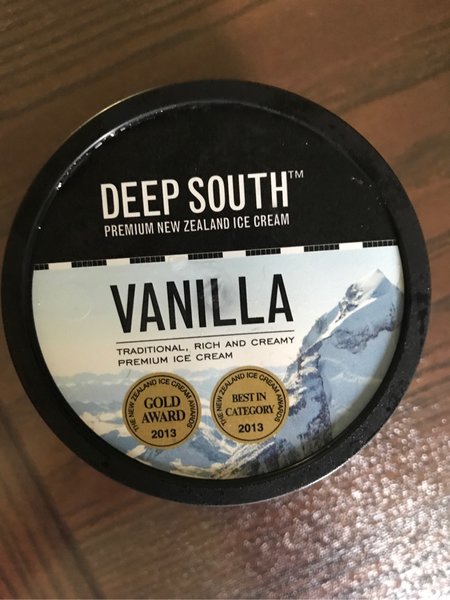 DEEP SOUTH™
PREMIUM NEW ZEALAND ICE CREAM
VANILLA
TRADITIONAL, RICH AND CREAMY
PREMIUM ICE CREAM
THE NEW ZEALAND ICE CREAM AWARDS
GOLD
AWARD
2013
THE NEW ZEALAND ICE CREAM AWARDS
BEST IN
CATEGORY
2013